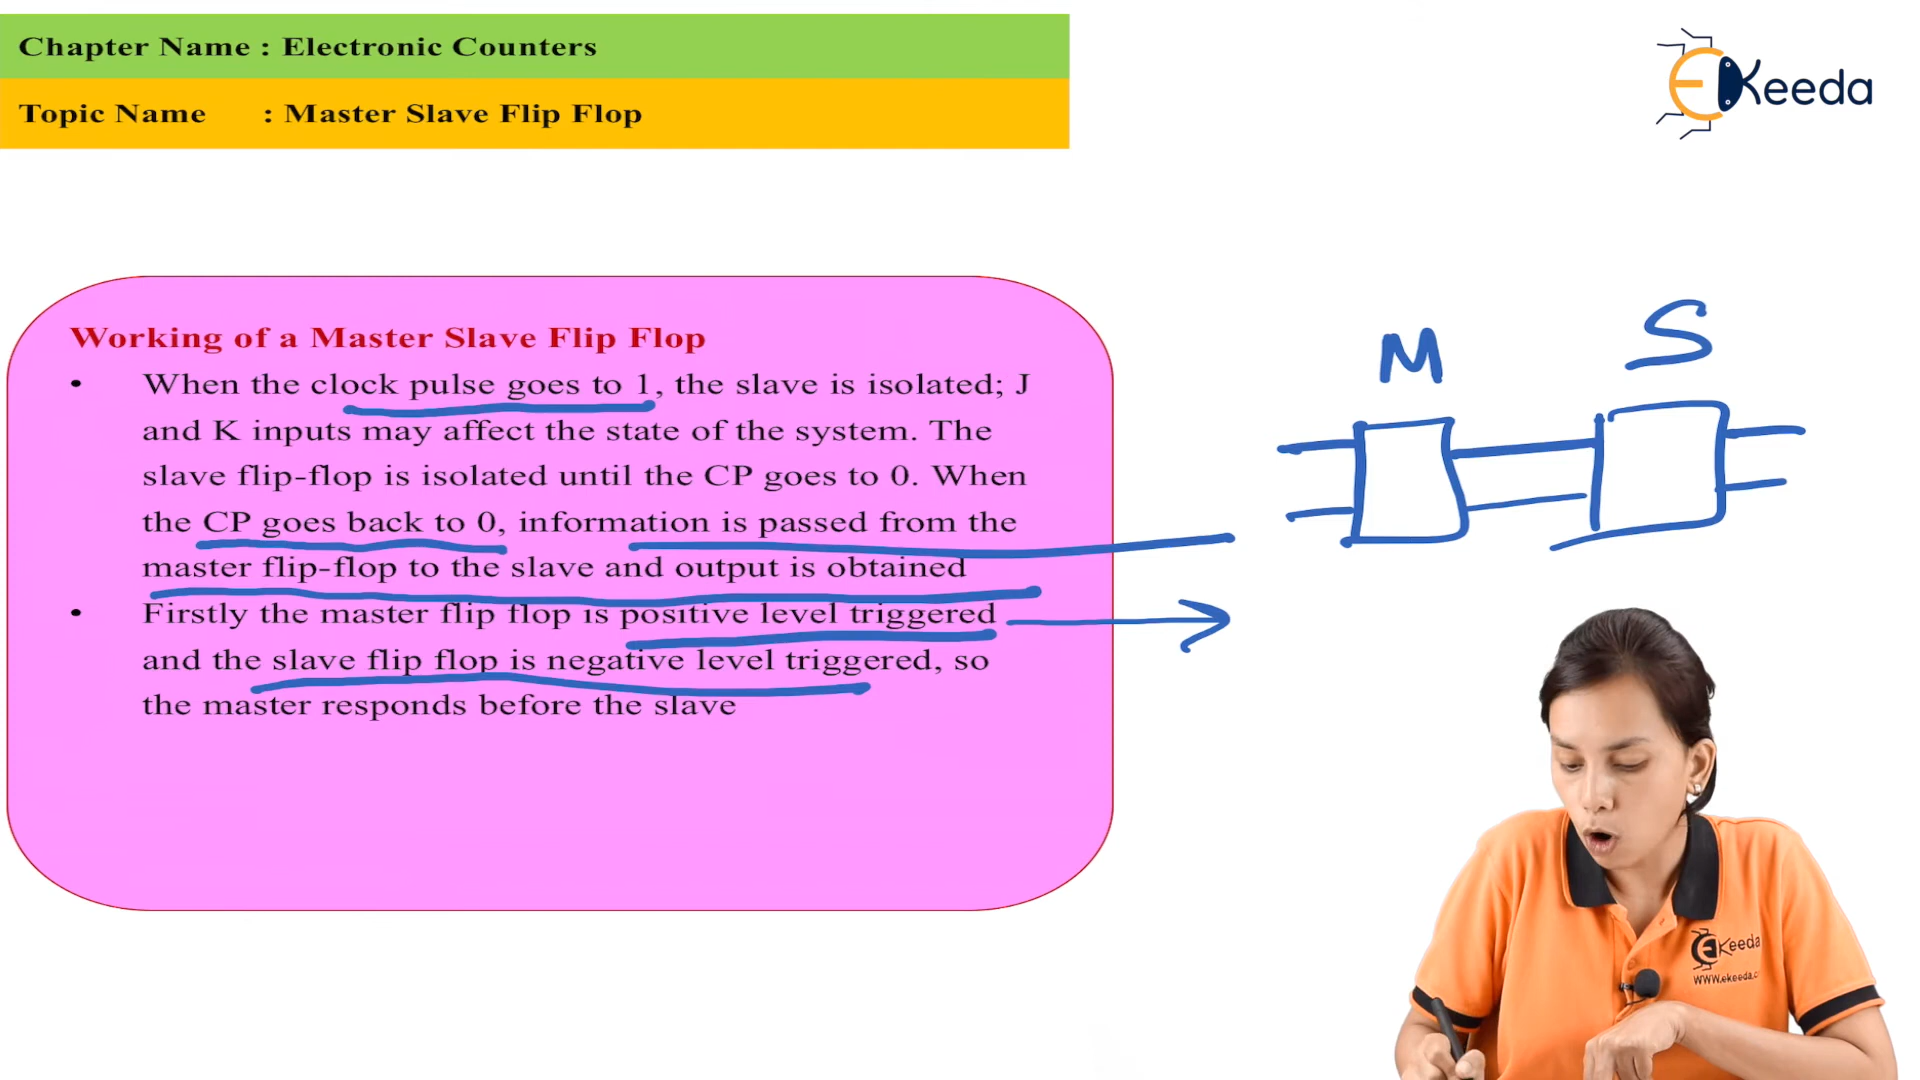 Chapter Name : Electronic Counters
Topic Name : Master Slave Flip Flop
EKeeda
Working of a Master Slave Flip Flop
• When the clock pulse goes to 1, the slave is isolated; J
and K inputs may affect the state of the system. The
slave flip-flop is isolated until the CP goes to 0. When
the CP goes back to 0, information is passed from the
master flip-flop to the slave and output is obtained
• Firstly the master flip flop is positive level triggered
and the slave flip flop is negative level triggered, so
the master responds before the slave
M S
EKeeda